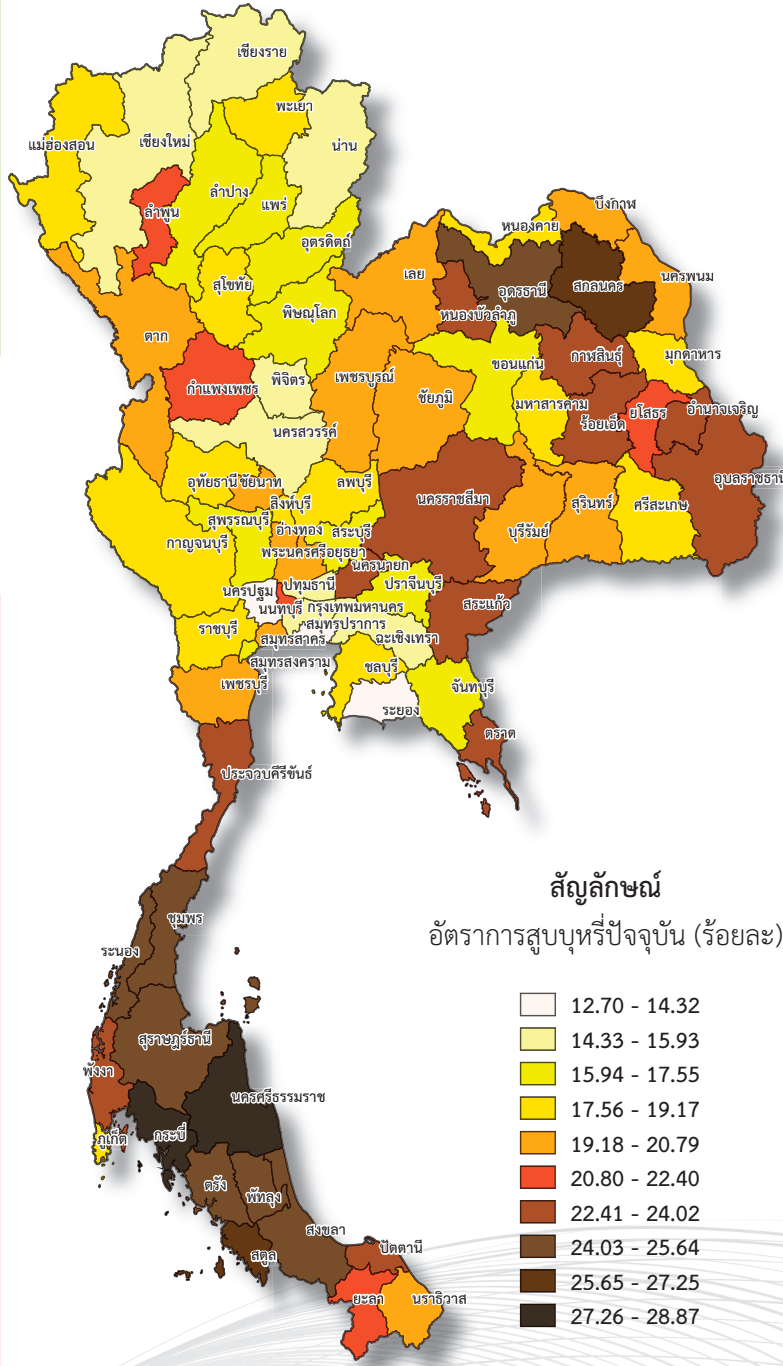 เชียงราย
พะเยา
แม่ฮ่องสอน
เชียงใหม่
น่าน
ลำปาง
ลำพูน
แพร่
บึงกาฬ
หนองคาย
อุตรดิตถ์
เลย
นครพนม
สุโขทัย
อุดรธานี
สกลนคร
พิษณุโลก
หนองบัวลำภู
ตาก
กาฬสินธุ์
มุกดาหาร
ขอนแก่น
เพชรบูรณ์
พิจิตร
กำแพงเพชร
ชัยภูมิ
มหาสารคาม
ยโสธร
อำนาจเจริญ
ร้อยเอ็ด
นครสวรรค์
อุบลราชธานี
อุทัยธานี
ชัยนาท
ลพบุรี
นครราชสีมา
สุรินทร์
ศรีสะเกษ
สิงห์บุรี
สุพรรณบุรี
อ่างทอง
สระบุรี
บุรีรัมย์
กาญจนบุรี
พระนครศรีอยุธยา
นครนายก
นครปฐม
ปทุมธานี
ปราจีนบุรี
นนทบุรี
กรุงเทพมหานคร
สระแก้ว
สมุทรปราการ
ราชบุรี
สมุทรสาคร
ฉะเชิงเทรา
สมุทรสงคราม
ชลบุรี
เพชรบุรี
จันทบุรี
ระยอง
ตราด
ประจวบคีรีขันธ์
ชุมพร
ระนอง
สุราษฎร์ธานี
พังงา
นครศรีธรรมราช
ภูเก็ต
กระบี่
ตรัง
พัทลุง
สงขลา
สตูล
ปัตตานี
ยะลา
นราธิวาส
สัญลักษณ์
อัตราการสูบบุหรี่ปัจจุบัน (ร้อยละ)
12.70 - 14.32
14.33 - 15.93
15.94 - 17.55
17.56 - 19.17
19.18 - 20.79
20.80 - 22.40
22.41 - 24.02
24.03 - 25.64
25.65 - 27.25
27.26 - 28.87